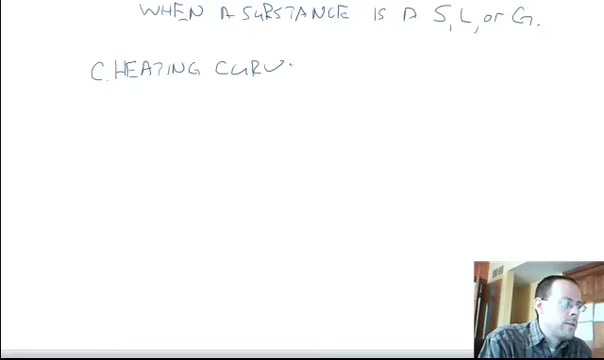 WHEN A SUBSTANCE IS A S, L, or G.
C. HEATING CURV